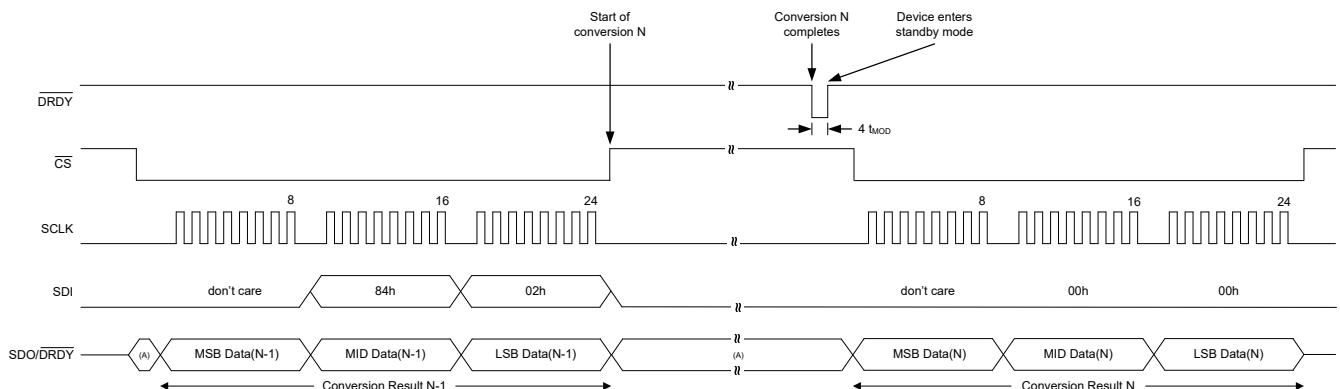 Start of
conversion N
Conversion N
completes
Device enters
standby mode
DRDY
4 tMOD
CS
8
16
24
8
16
24
SCLK
SDI
don't care
84h
02h
don't care
00h
00h
SDO/DRDY
(A)
MSB Data(N-1)
MID Data(N-1)
LSB Data(N-1)
(A)
MSB Data(N)
MID Data(N)
LSB Data(N)
Conversion Result N-1
Conversion Result N